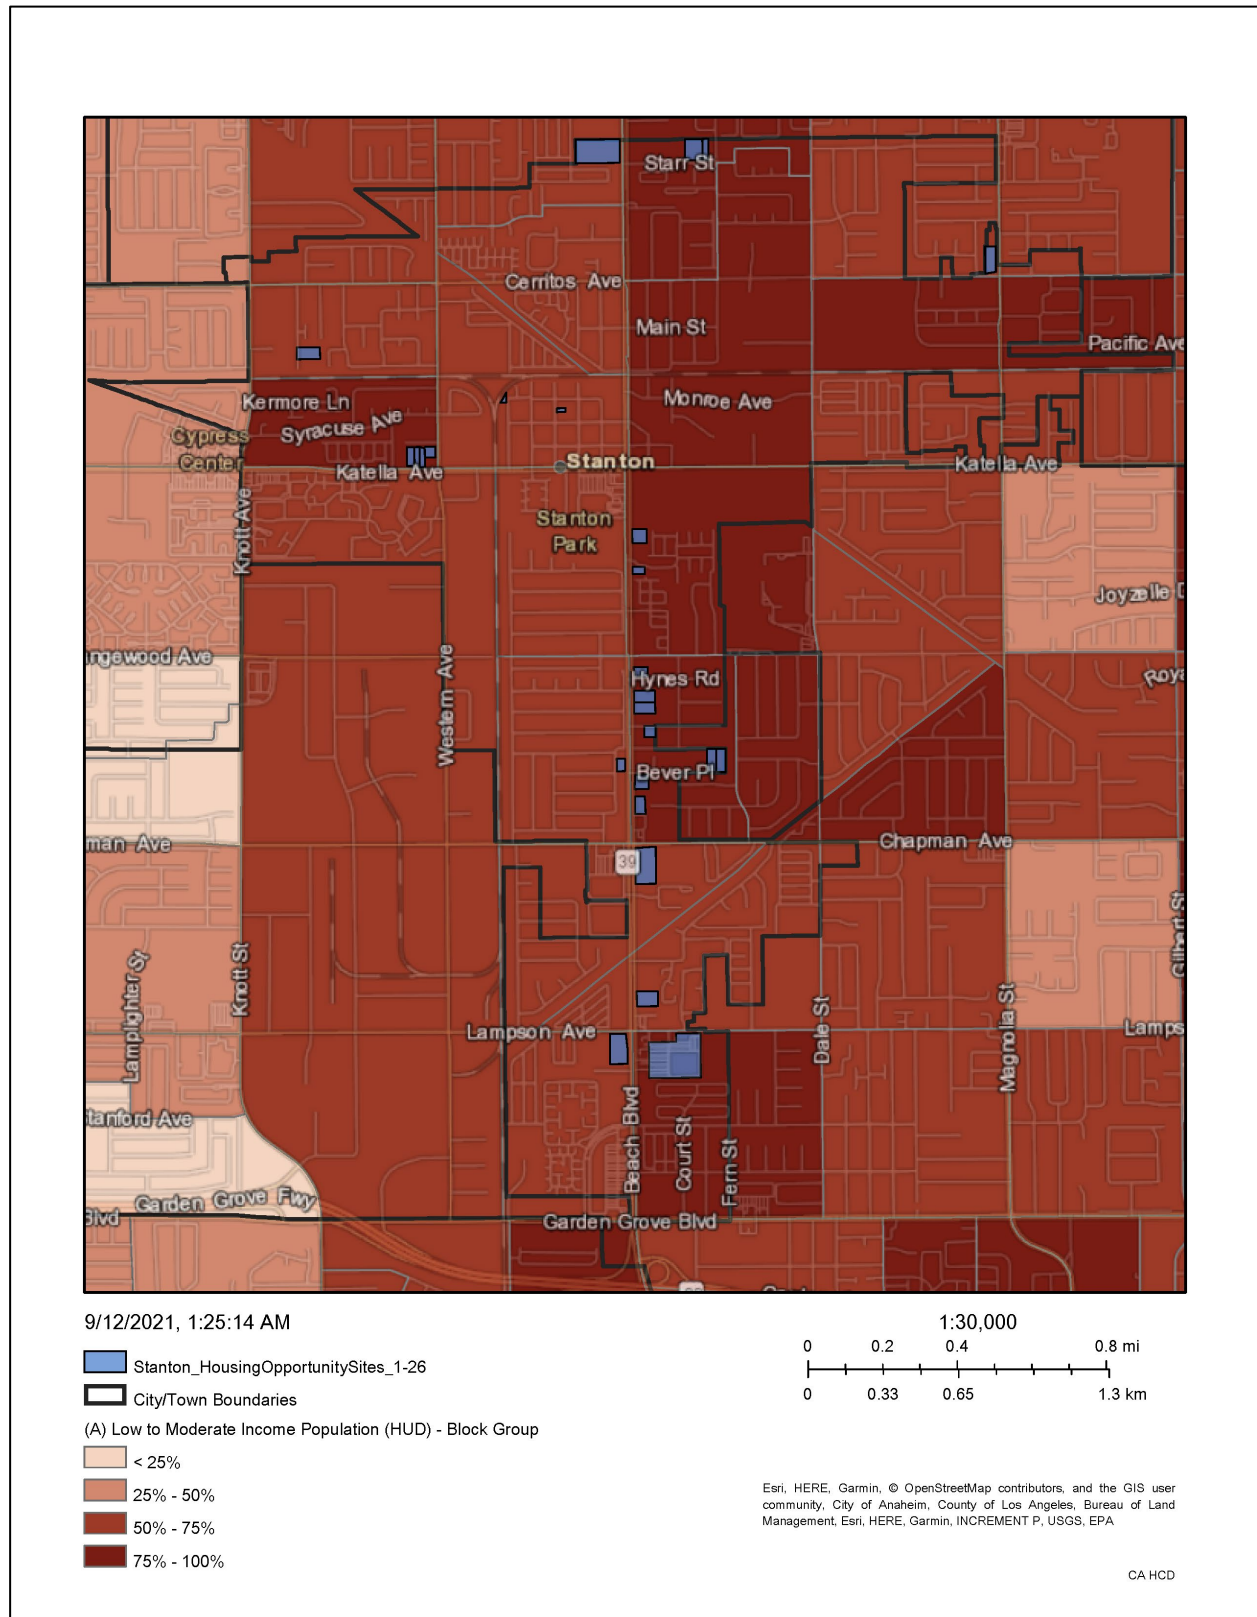 Starr St
Cerritos Ave
Main St
Pacific Ave
Kermore Ln
Monroe Ave
Syracuse Ave
Cypress
Center
Stanton
Katella Ave
Katella Ave
Knott Ave
Stanton
Park
Joyzelle D
ngewood Ave
Western Ave
Hynes Rd
Roya
Bever Pl
man Ave
Chapman Ave
39
Gilbert St
Knott St
Lamplighter St
Dale St
Magnolia St
Lampson Ave
Lamps
tanford Ave
Beach Blvd
Court St
Fern St
Garden Grove Fwy
Blvd
Garden Grove Blvd
9/12/2021, 1:25:14 AM
Stanton_HousingOpportunitySites_1-26
City/Town Boundaries
(A) Low to Moderate Income Population (HUD) - Block Group
< 25%
25% - 50%
50% - 75%
75% - 100%
1:30,000
0 0.2 0.4 0.8 mi
0 0.33 0.65 1.3 km
Esri, HERE, Garmin, © OpenStreetMap contributors, and the GIS user
community, City of Anaheim, County of Los Angeles, Bureau of Land
Management, Esri, HERE, Garmin, INCREMENT P, USGS, EPA
CA HCD